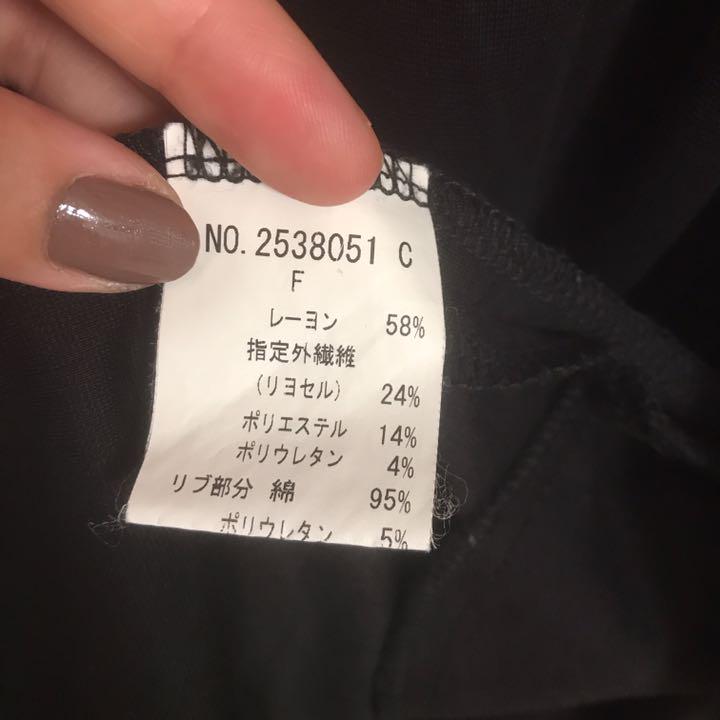 NO. 2538051 C
F
レーヨン 58%
指定外繊維
(リヨセル) 24%
ポリエステル 14%
ポリウレタン 4%
リブ部分 綿 95%
ポリウレタン 5%